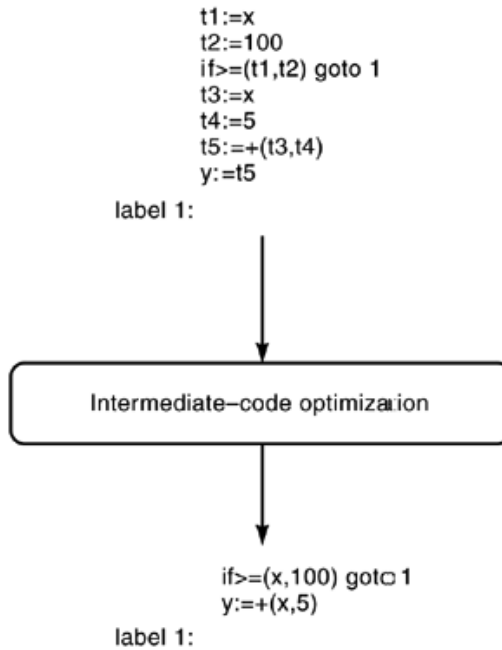 t1:=x
t2:=100
if>=(t1,t2) goto 1
t3:=x
t4:=5
t5:=+(t3,t4)
y:=t5
label 1:
Intermediate–code optimization
if>=(x,100) goto 1
y:=+(x,5)
label 1: